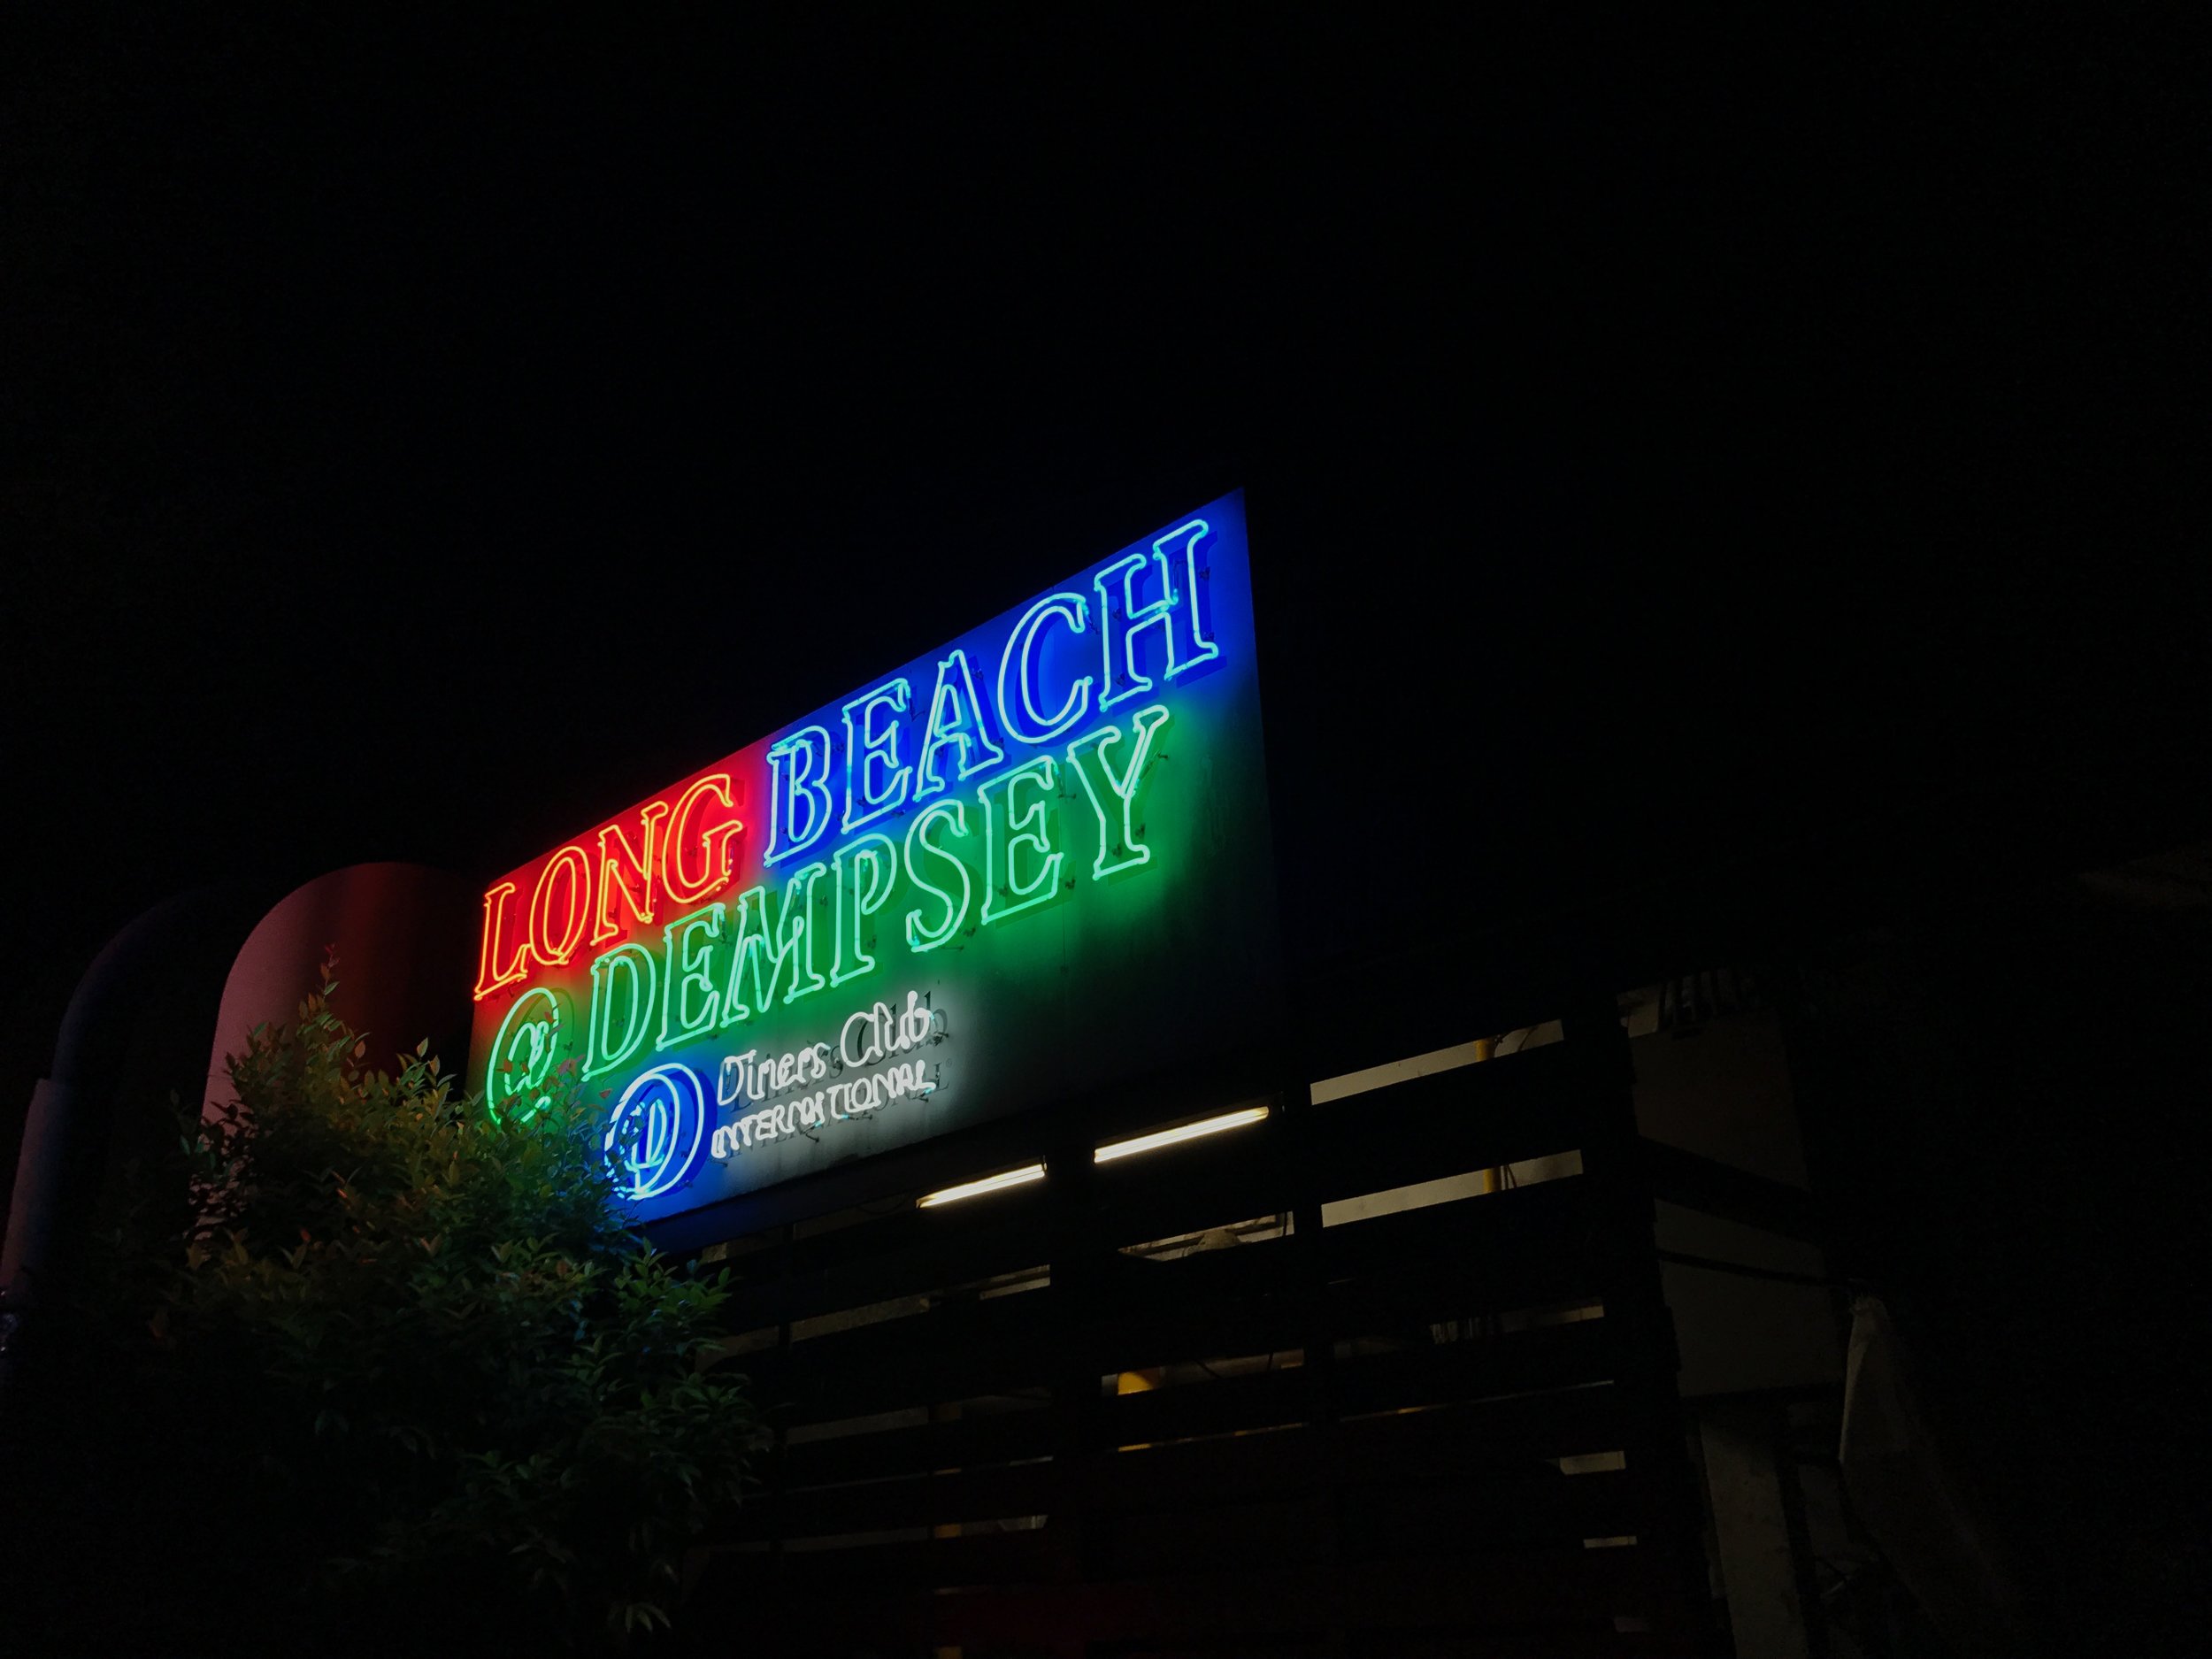 LONG BEACH
@ DEMPSEY
Diners Club
INTERNATIONAL